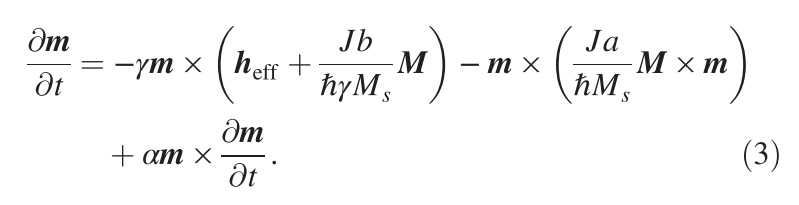 ∂m/∂t = −γm × (h_eff + Jb/ħγM_s M) − m × (Ja/ħM_s M × m)
+ αm × ∂m/∂t. (3)